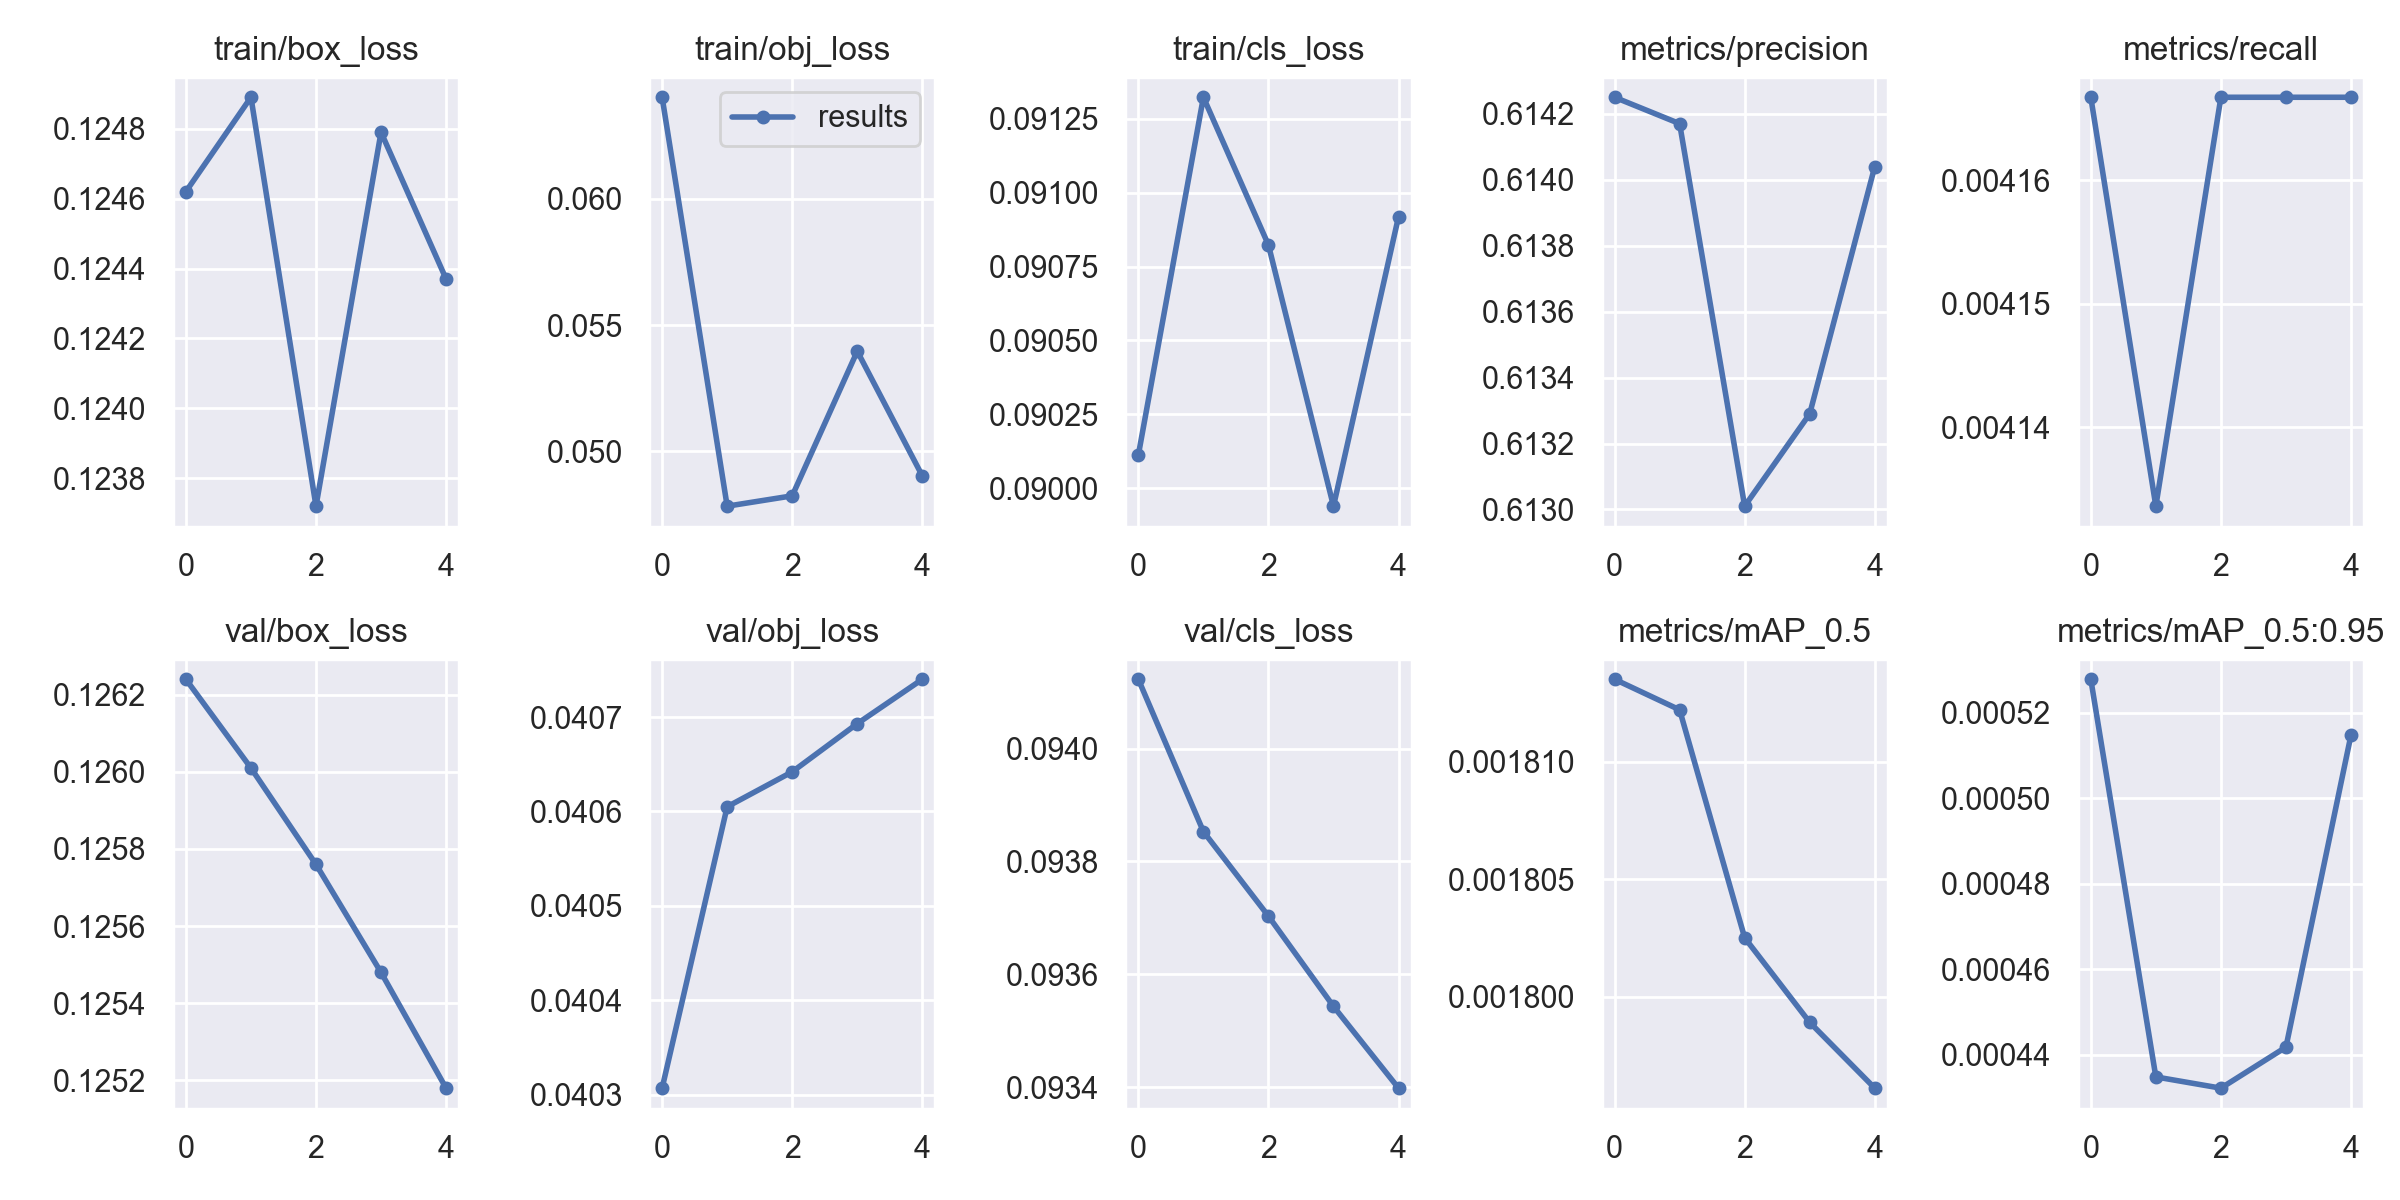 train/box_loss
0.1248
0.1246
0.1244
0.1242
0.1240
0.1238
0 2 4
train/obj_loss
results
0.060
0.055
0.050
0 2 4
train/cls_loss
0.09125
0.09100
0.09075
0.09050
0.09025
0.09000
0 2 4
metrics/precision
0.6142
0.6140
0.6138
0.6136
0.6134
0.6132
0.6130
0 2 4
metrics/recall
0.00416
0.00415
0.00414
0 2 4
val/box_loss
0.1262
0.1260
0.1258
0.1256
0.1254
0.1252
0 2 4
val/obj_loss
0.0407
0.0406
0.0405
0.0404
0.0403
0 2 4
val/cls_loss
0.0940
0.0938
0.0936
0.0934
0 2 4
metrics/mAP_0.5
0.001810
0.001805
0.001800
0 2 4
metrics/mAP_0.5:0.95
0.00052
0.00050
0.00048
0.00046
0.00044
0 2 4